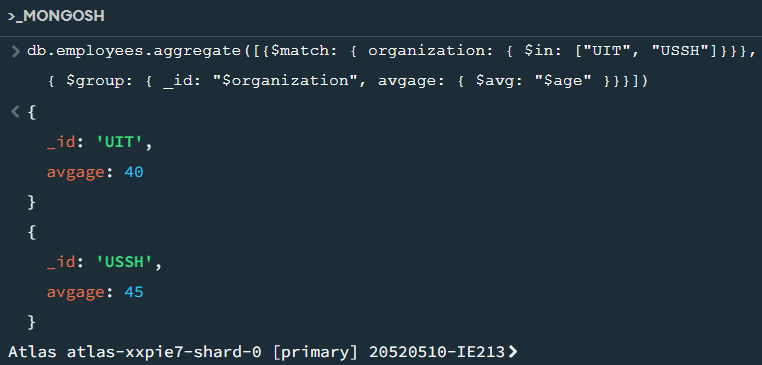 >_MONGOSH
> db.employees.aggregate([{$match: { organization: { $in: ["UIT", "USSH"]}}},
{ $group: { _id: "$organization", avgage: { $avg: "$age" }}}])
< {
_id: 'UIT',
avgage: 40
}
{
_id: 'USSH',
avgage: 45
}
Atlas atlas-xxpie7-shard-0 [primary] 20520510-IE213>